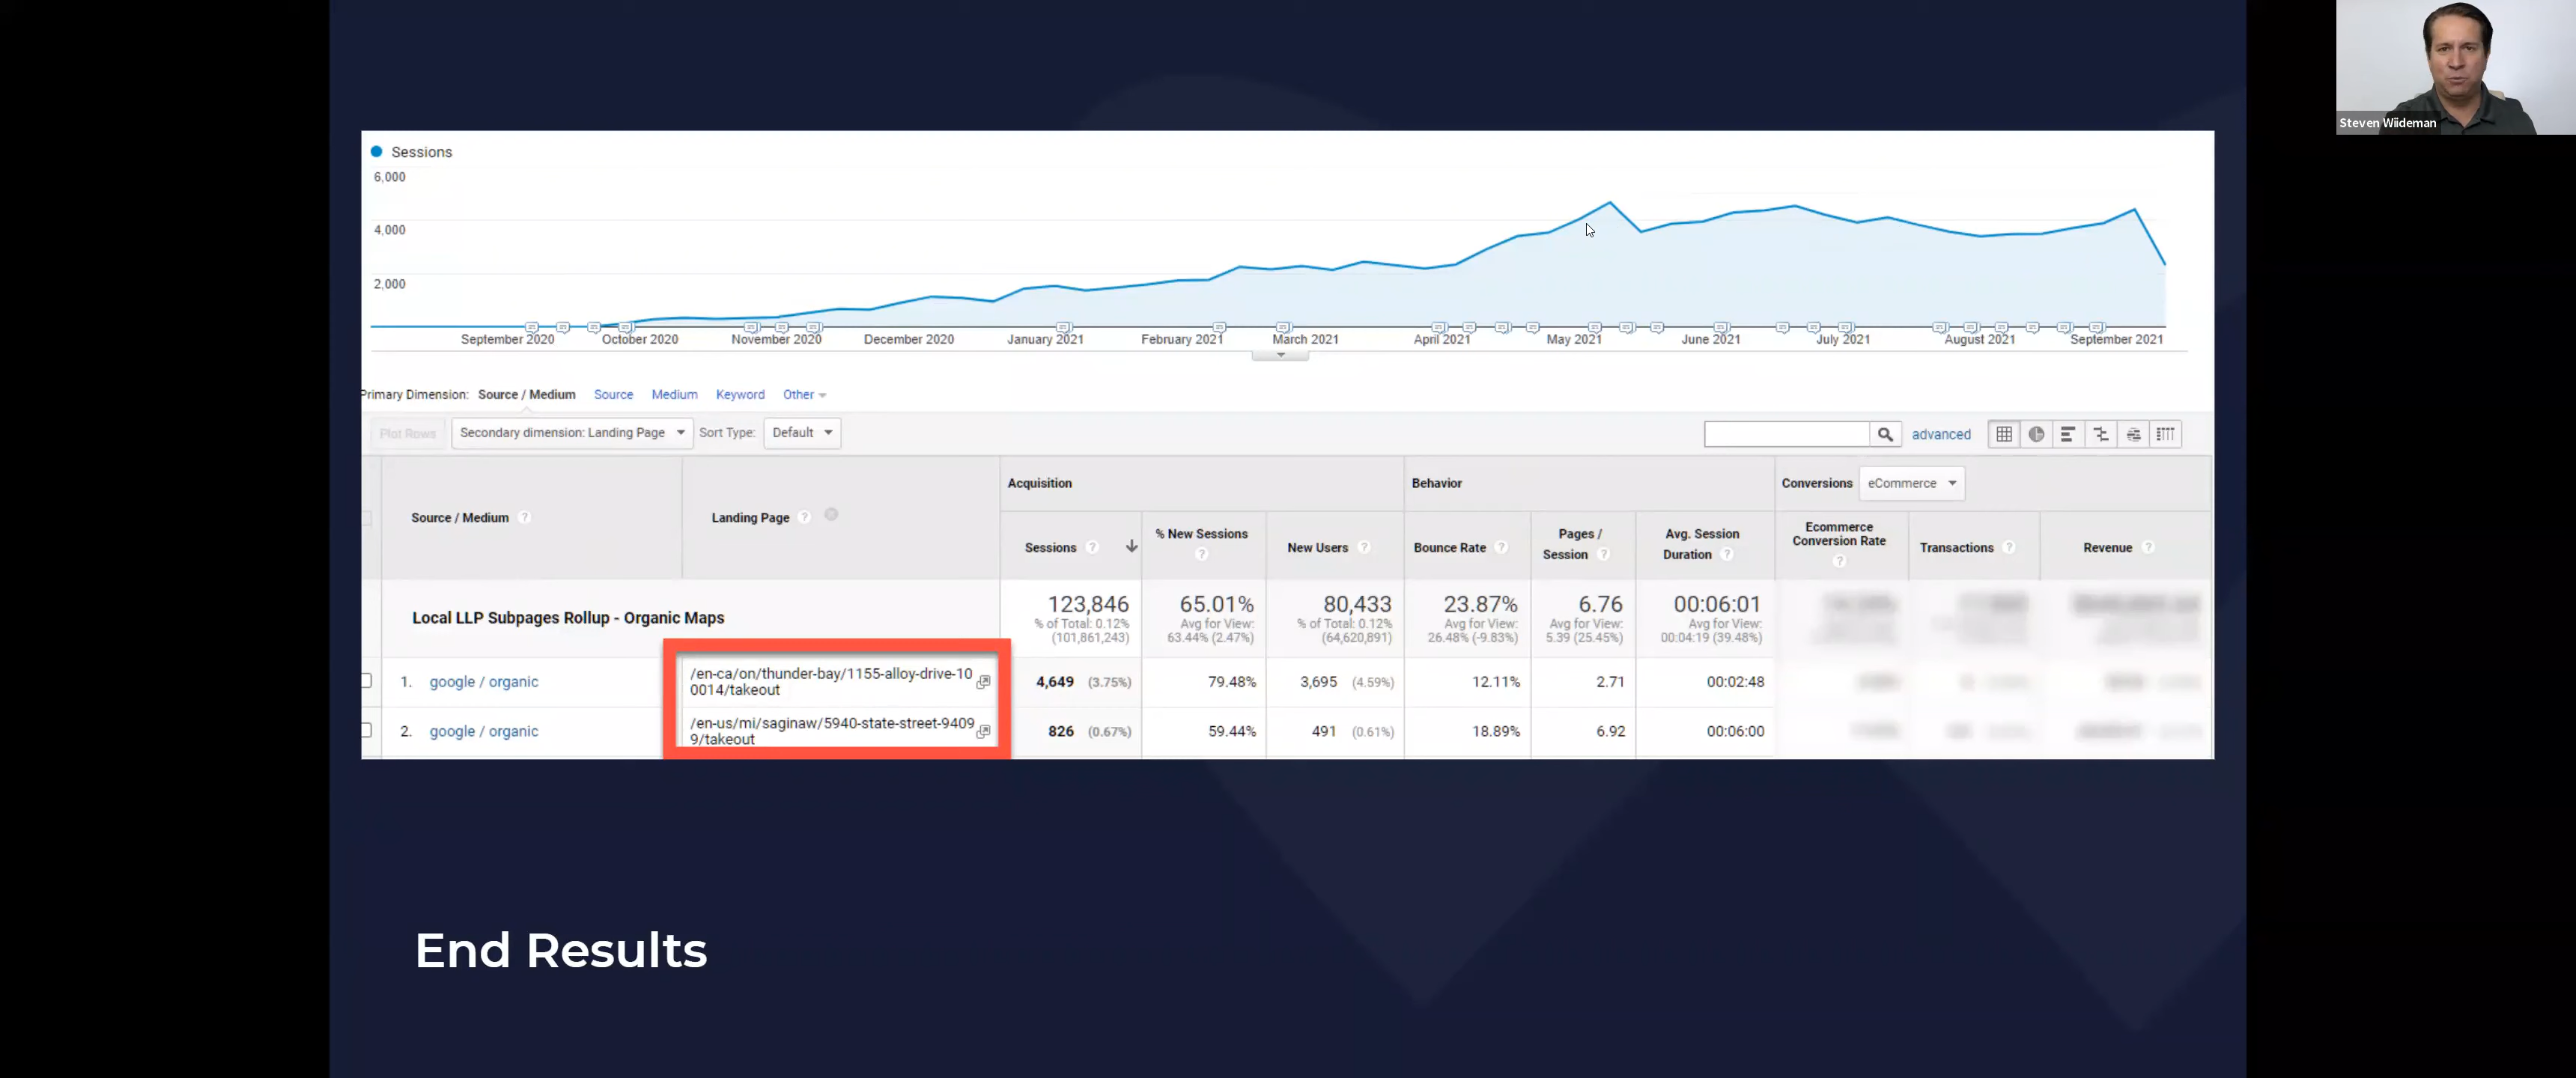 Steven Wiideman
Sessions
6,000
4,000
2,000
September 2020 October 2020 November 2020 December 2020 January 2021 February 2021 March 2021 April 2021 May 2021 June 2021 July 2021 August 2021 September 2021
Primary Dimension: Source / Medium Source Medium Keyword Other
Plot Rows Secondary dimension: Landing Page Sort Type: Default advanced
Acquisition Behavior Conversions eCommerce
Source / Medium ? Landing Page ?
Sessions ? % New Sessions ? New Users ? Bounce Rate ? Pages / Session ? Avg. Session Duration ? Ecommerce Conversion Rate ? Transactions ? Revenue ?
Local LLP Subpages Rollup - Organic Maps
123,846 65.01% 80,433 23.87% 6.76 00:06:01
% of Total: 0.12% Avg for View: % of Total: 0.12% Avg for View: Avg for View: Avg for View:
(101,861,243) 63.44% (2.47%) (64,620,891) 26.48% (-9.83%) 5.39 (25.45%) 00:04:19 (39.48%)
1. google / organic
/en-ca/on/thunder-bay/1155-alloy-drive-10
0014/takeout
4,649 (3.75%) 79.48% 3,695 (4.59%) 12.11% 2.71 00:02:48
2. google / organic
/en-us/mi/saginaw/5940-state-street-9409
9/takeout
826 (0.67%) 59.44% 491 (0.61%) 18.89% 6.92 00:06:00
End Results